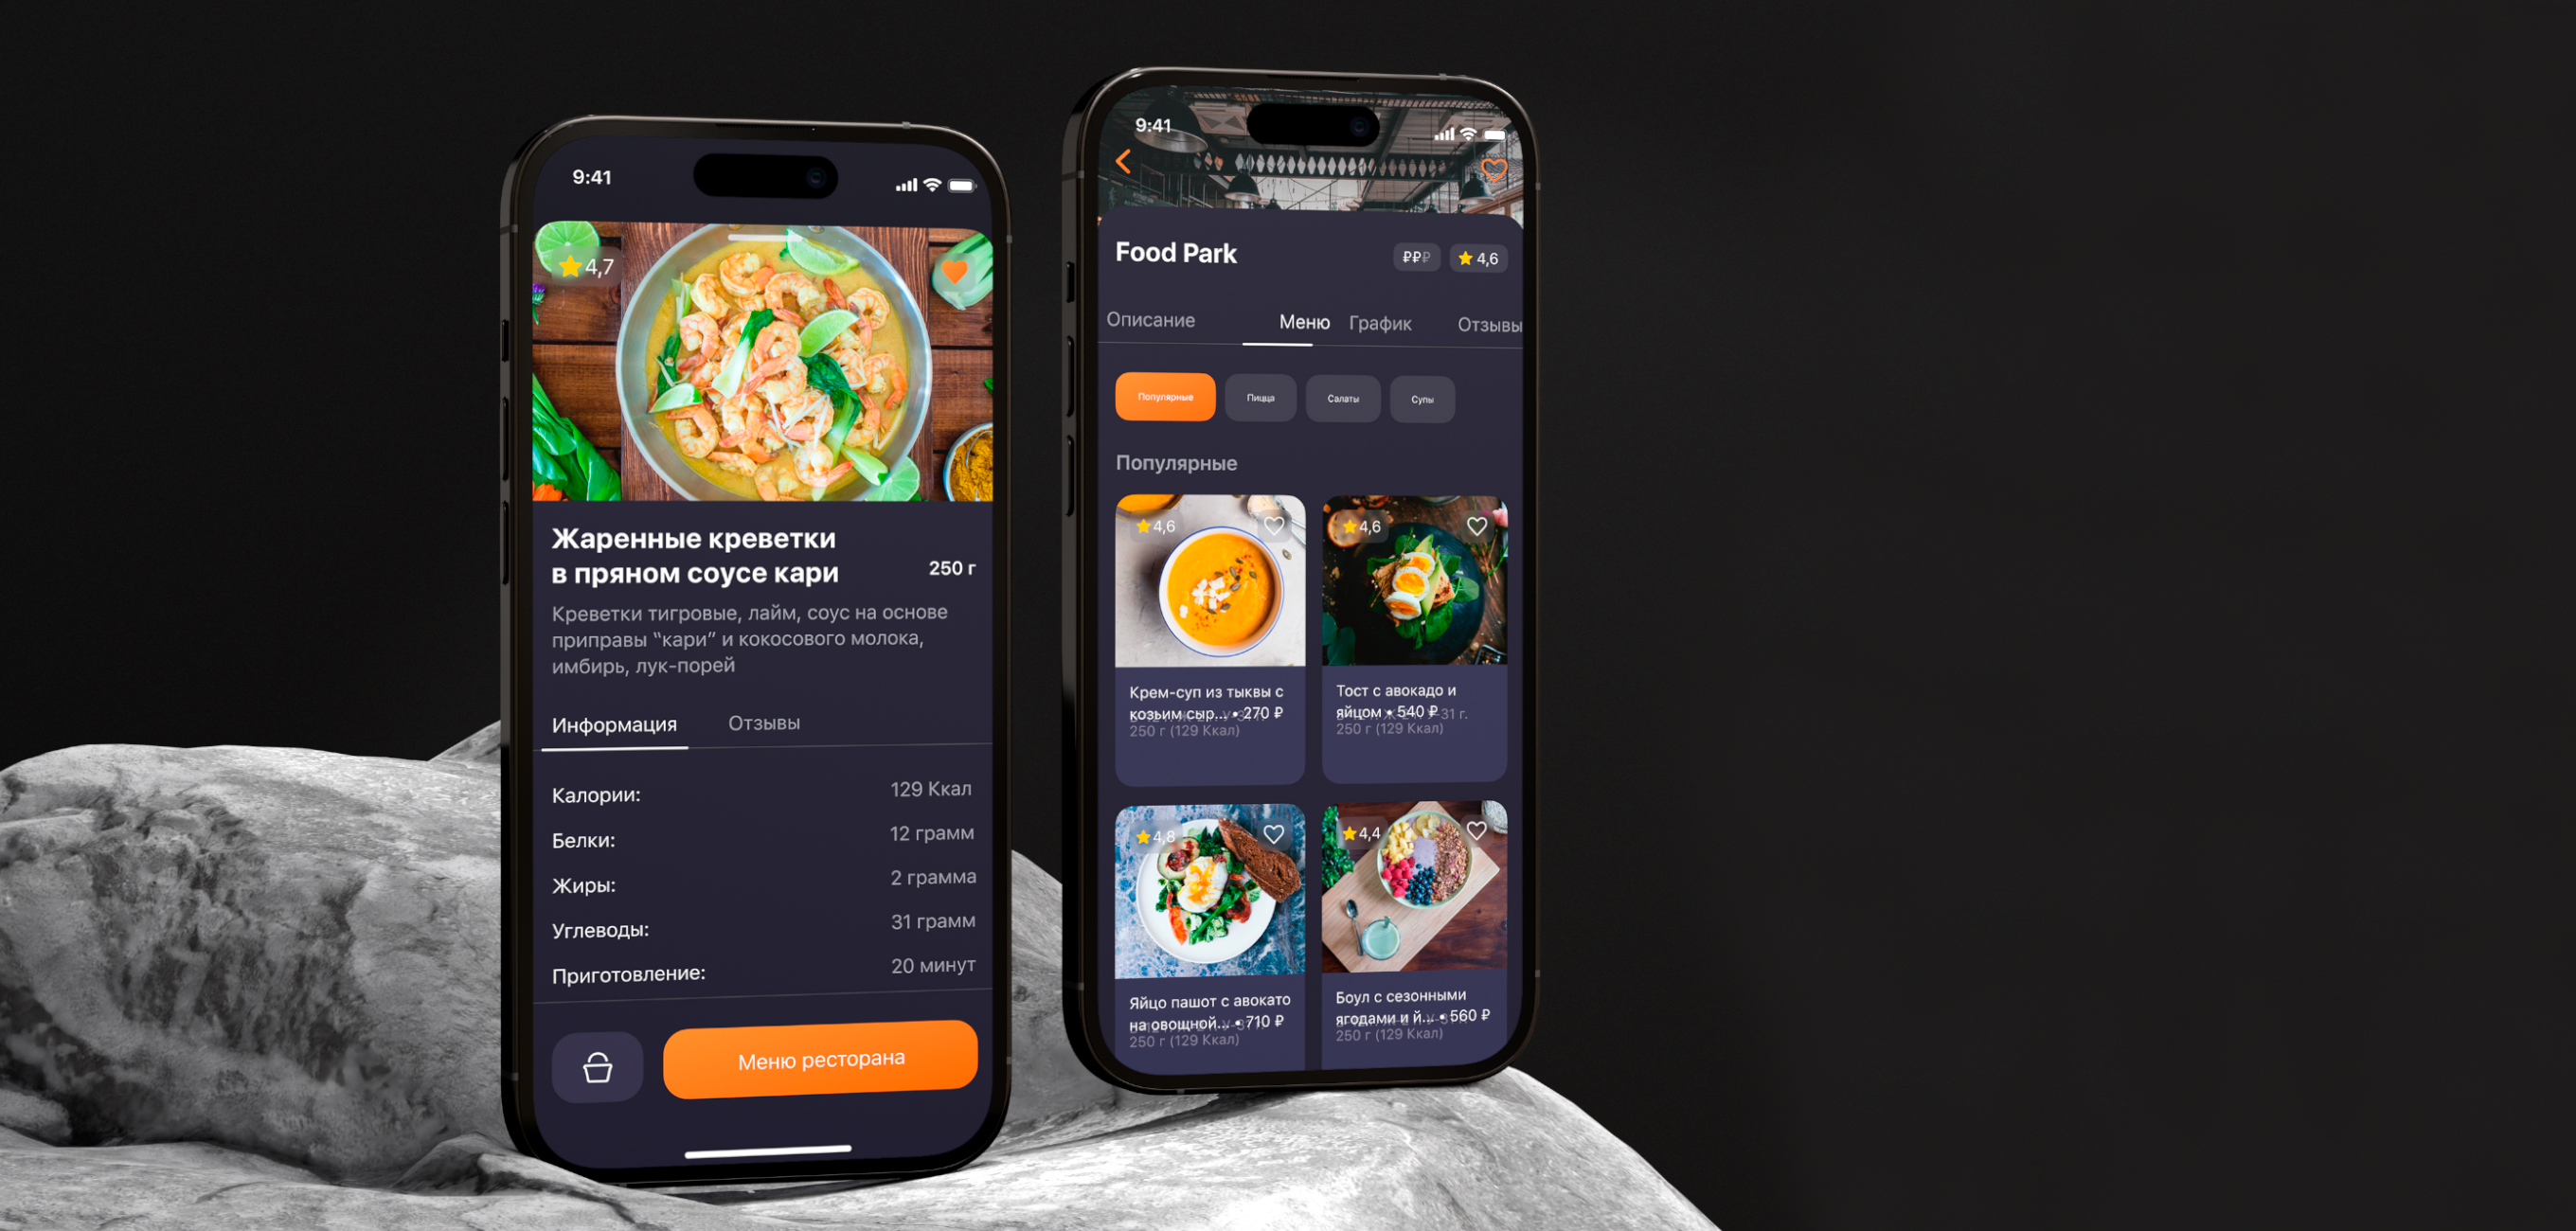 9:41
4,7
Жаренные креветки
в пряном соусе кари
250 г
Креветки тигровые, лайм, соус на основе
приправы “кари” и кокосового молока,
имбирь, лук-порей
Информация Отзывы
Калории: 129 Ккал
Белки: 12 грамм
Жиры: 2 грамма
Углеводы: 31 грамм
Приготовление: 20 минут
Меню ресторана
9:41
Food Park ₽₽₽ 4,6
Описание Меню График Отзывы
Популярные Пицца Салаты Супы
Популярные
4,6
Крем-суп из тыквы с
козьим сыр... • 270 ₽
250 г (129 Ккал)
4,6
Тост с авокадо и
яйцом • 540 ₽
250 г (129 Ккал)
4,8
Яйцо пашот с авокато
на овощной... • 710 ₽
250 г (129 Ккал)
4,4
Боул с сезонными
ягодами и й... • 560 ₽
250 г (129 Ккал)